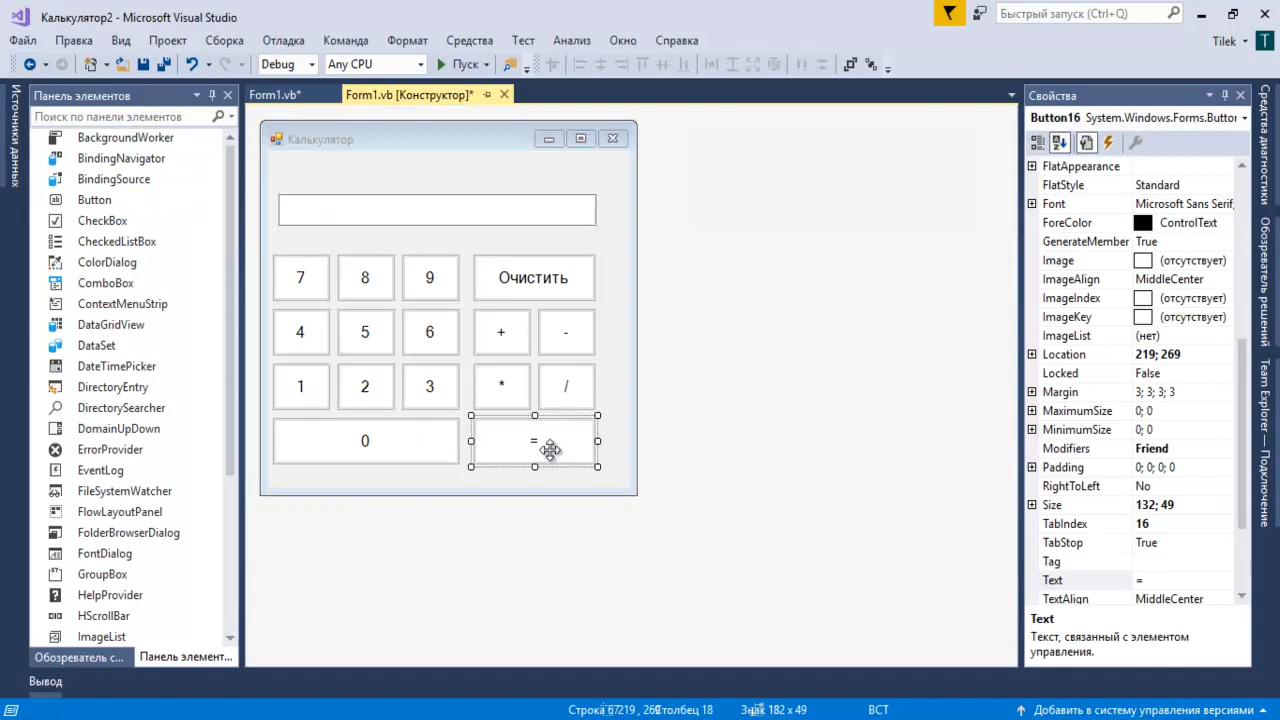 Калькулятор2 - Microsoft Visual Studio
Быстрый запуск (Ctrl+Q)
Файл Правка Вид Проект Сборка Отладка Команда Формат Средства Тест Анализ Окно Справка
Tilek T
Debug Any CPU Пуск
Источники данных
Панель элементов
Поиск по панели элементов
BackgroundWorker
BindingNavigator
BindingSource
Button
CheckBox
CheckedListBox
ColorDialog
ComboBox
ContextMenuStrip
DataGridView
DataSet
DateTimePicker
DirectoryEntry
DirectorySearcher
DomainUpDown
ErrorProvider
EventLog
FileSystemWatcher
FlowLayoutPanel
FolderBrowserDialog
FontDialog
GroupBox
HelpProvider
HScrollBar
ImageList
Обозреватель с... Панель элемент...
Form1.vb* Form1.vb [Конструктор]*
Калькулятор
7 8 9 Очистить
4 5 6 + -
1 2 3 * /
0 =
Свойства
Button16 System.Windows.Forms.Button
FlatAppearance
FlatStyle Standard
Font Microsoft Sans Serif,
ForeColor ControlText
GenerateMember True
Image (отсутствует)
ImageAlign MiddleCenter
ImageIndex (отсутствует)
ImageKey (отсутствует)
ImageList (нет)
Location 219; 269
Locked False
Margin 3; 3; 3; 3
MaximumSize 0; 0
MinimumSize 0; 0
Modifiers Friend
Padding 0; 0; 0; 0
RightToLeft No
Size 132; 49
TabIndex 16
TabStop True
Tag
Text =
TextAlign MiddleCenter
Text
Текст, связанный с элементом
управления.
Средства диагностики
Обозреватель решений
Team Explorer — Подключение
Вывод
ВСТ
Добавить в систему управления версиями